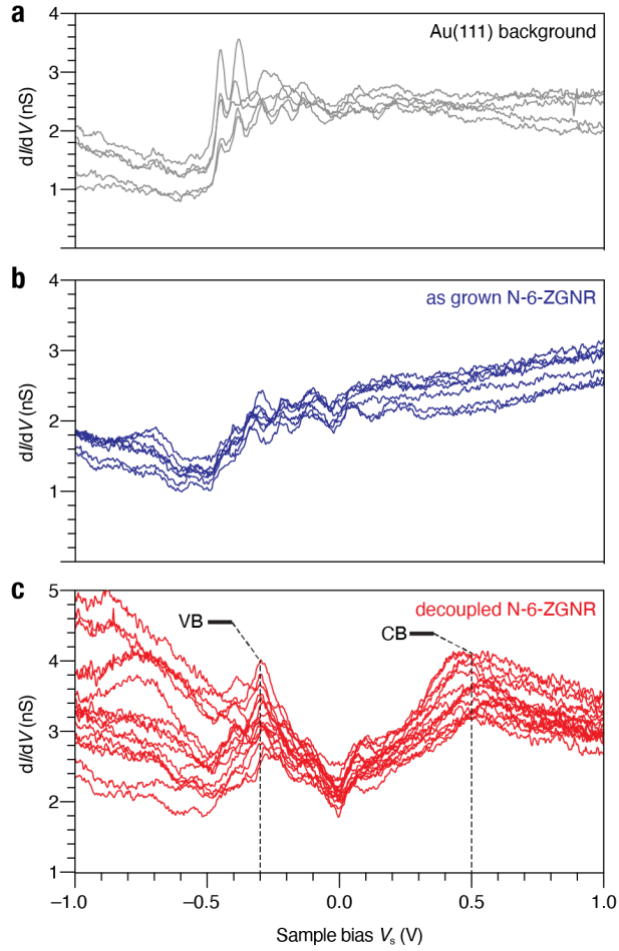 a
Au(111) background
4
3
2
1
dI/dV (nS)
b
as grown N-6-ZGNR
4
3
2
1
dI/dV (nS)
c
decoupled N-6-ZGNR
VB
CB
5
4
3
2
1
dI/dV (nS)
−1.0 −0.5 0.0 0.5 1.0
Sample bias Vs (V)